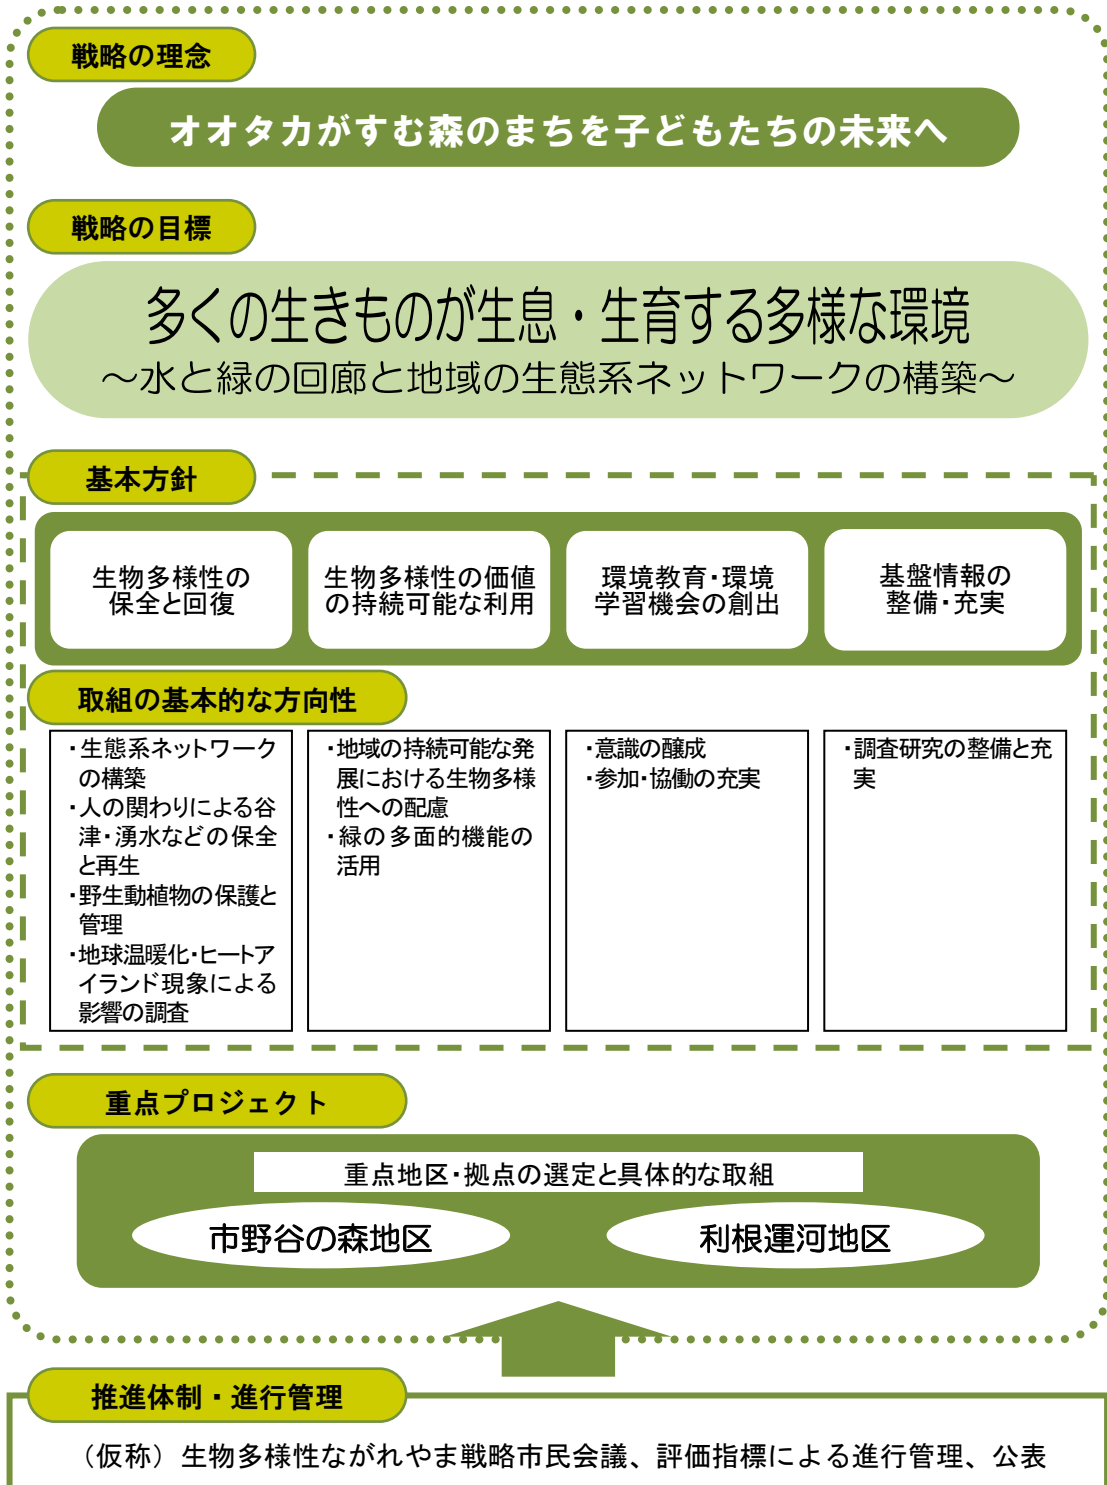 戦略の理念
オオタカがすむ森のまちを子どもたちの未来へ
戦略の目標
多くの生きものが生息・生育する多様な環境
～水と緑の回廊と地域の生態系ネットワークの構築～
基本方針
生物多様性の
保全と回復
生物多様性の価値
の持続可能な利用
環境教育・環境
学習機会の創出
基盤情報の
整備・充実
取組の基本的な方向性
・生態系ネットワーク
の構築
・人の関わりによる谷
津・湧水などの保全
と再生
・野生動植物の保護と
管理
・地球温暖化・ヒートア
イランド現象による
影響の調査
・地域の持続可能な発
展における生物多様
性への配慮
・緑の多面的機能の
活用
・意識の醸成
・参加・協働の充実
・調査研究の整備と充
実
重点プロジェクト
重点地区・拠点の選定と具体的な取組
市野谷の森地区
利根運河地区
推進体制・進行管理
（仮称）生物多様性ながれやま戦略市民会議、評価指標による進行管理、公表